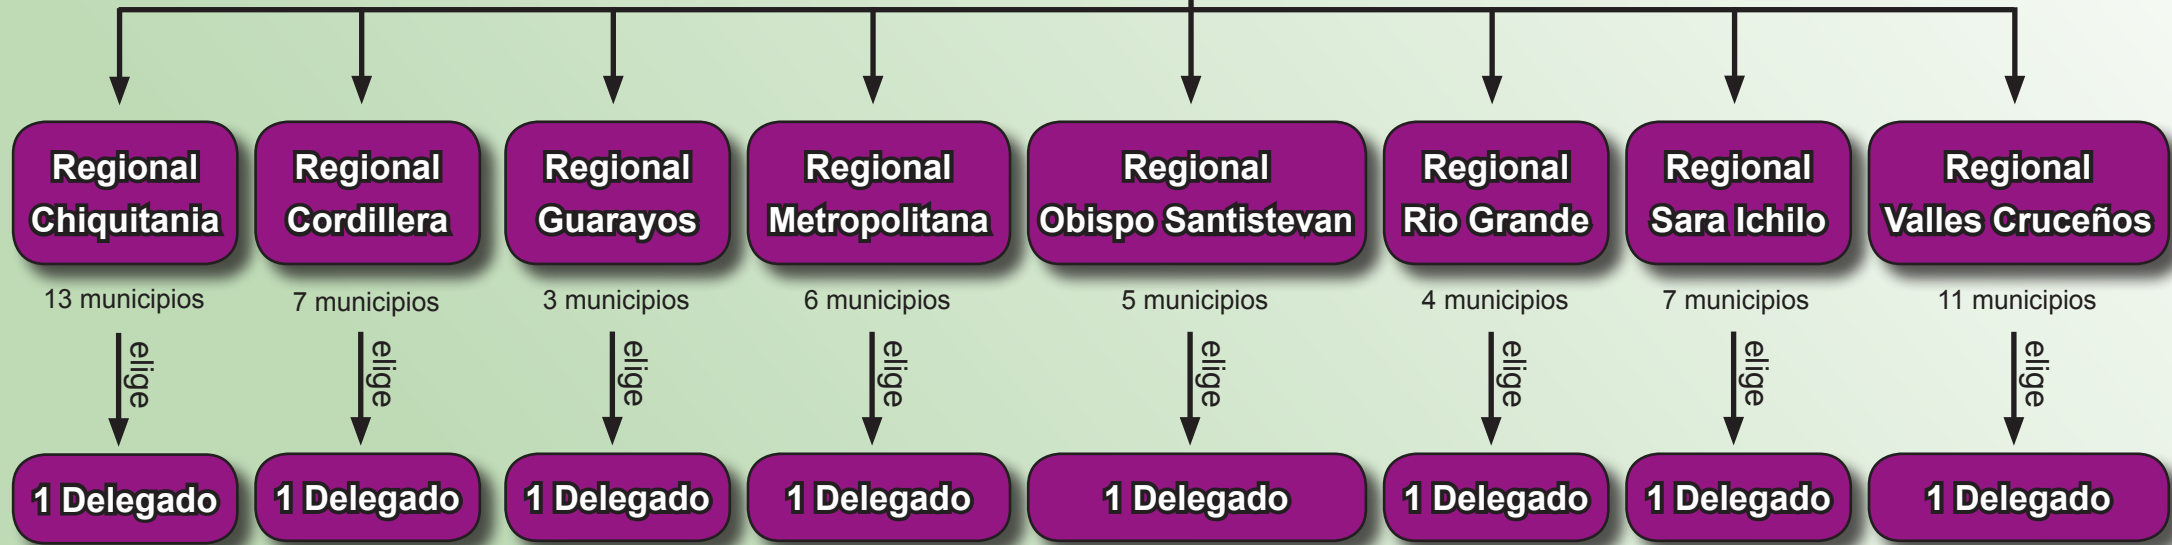 Regional
Chiquitania
Regional
Cordillera
Regional
Guarayos
Regional
Metropolitana
Regional
Obispo Santistevan
Regional
Rio Grande
Regional
Sara Ichilo
Regional
Valles Cruceños
13 municipios
7 municipios
3 municipios
6 municipios
5 municipios
4 municipios
7 municipios
11 municipios
elige
elige
elige
elige
elige
elige
elige
elige
1 Delegado
1 Delegado
1 Delegado
1 Delegado
1 Delegado
1 Delegado
1 Delegado
1 Delegado